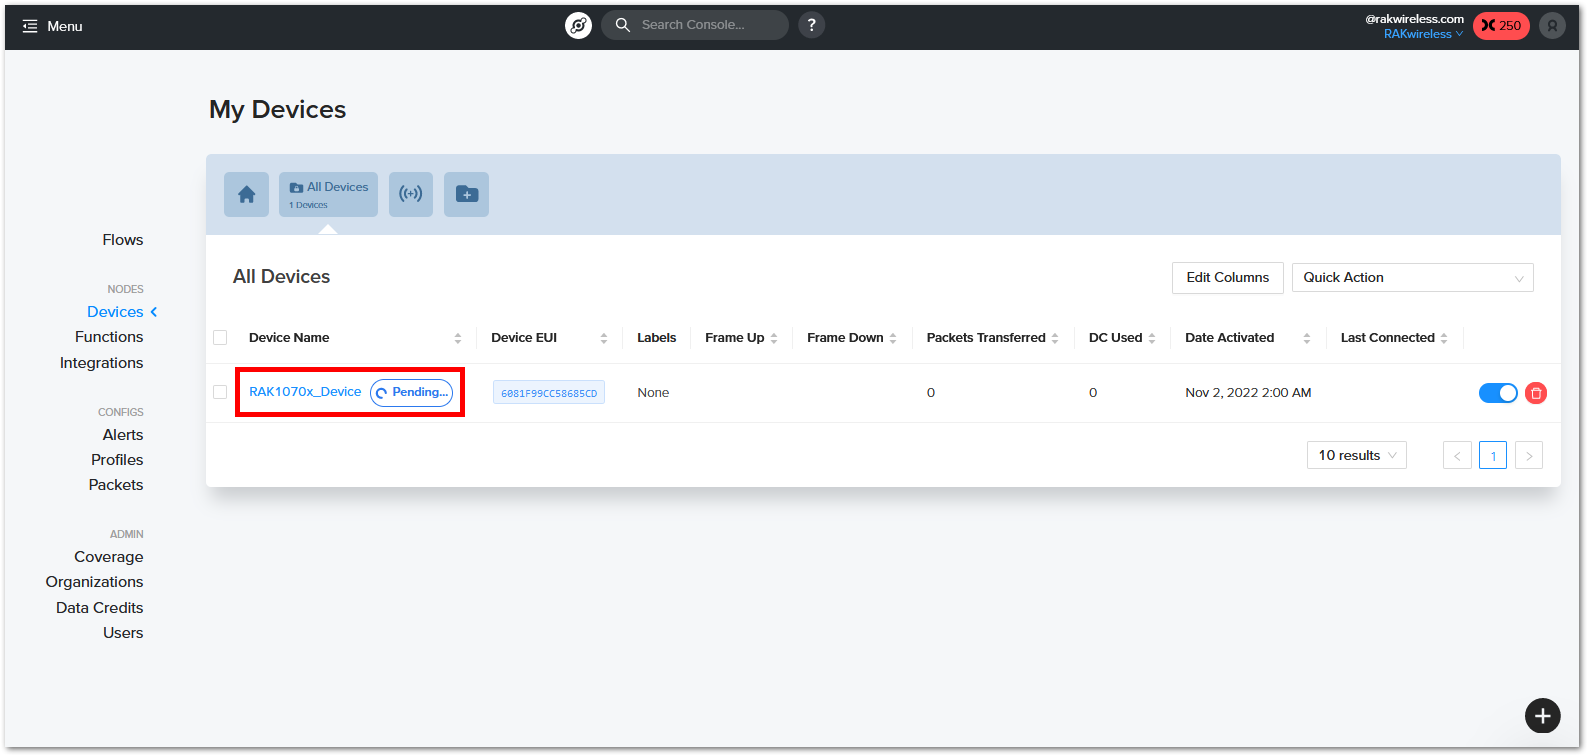 Menu
Search Console...
?
@rakwireless.com
RAKwireless
250
My Devices
All Devices
1 Devices
Flows
NODES
Devices
Functions
Integrations
CONFIGS
Alerts
Profiles
Packets
ADMIN
Coverage
Organizations
Data Credits
Users
All Devices
Edit Columns
Quick Action
Device Name Device EUI Labels Frame Up Frame Down Packets Transferred DC Used Date Activated Last Connected
RAK1070x_Device Pending... 6081F99CC58685CD None 0 0 Nov 2, 2022 2:00 AM
10 results < 1 >